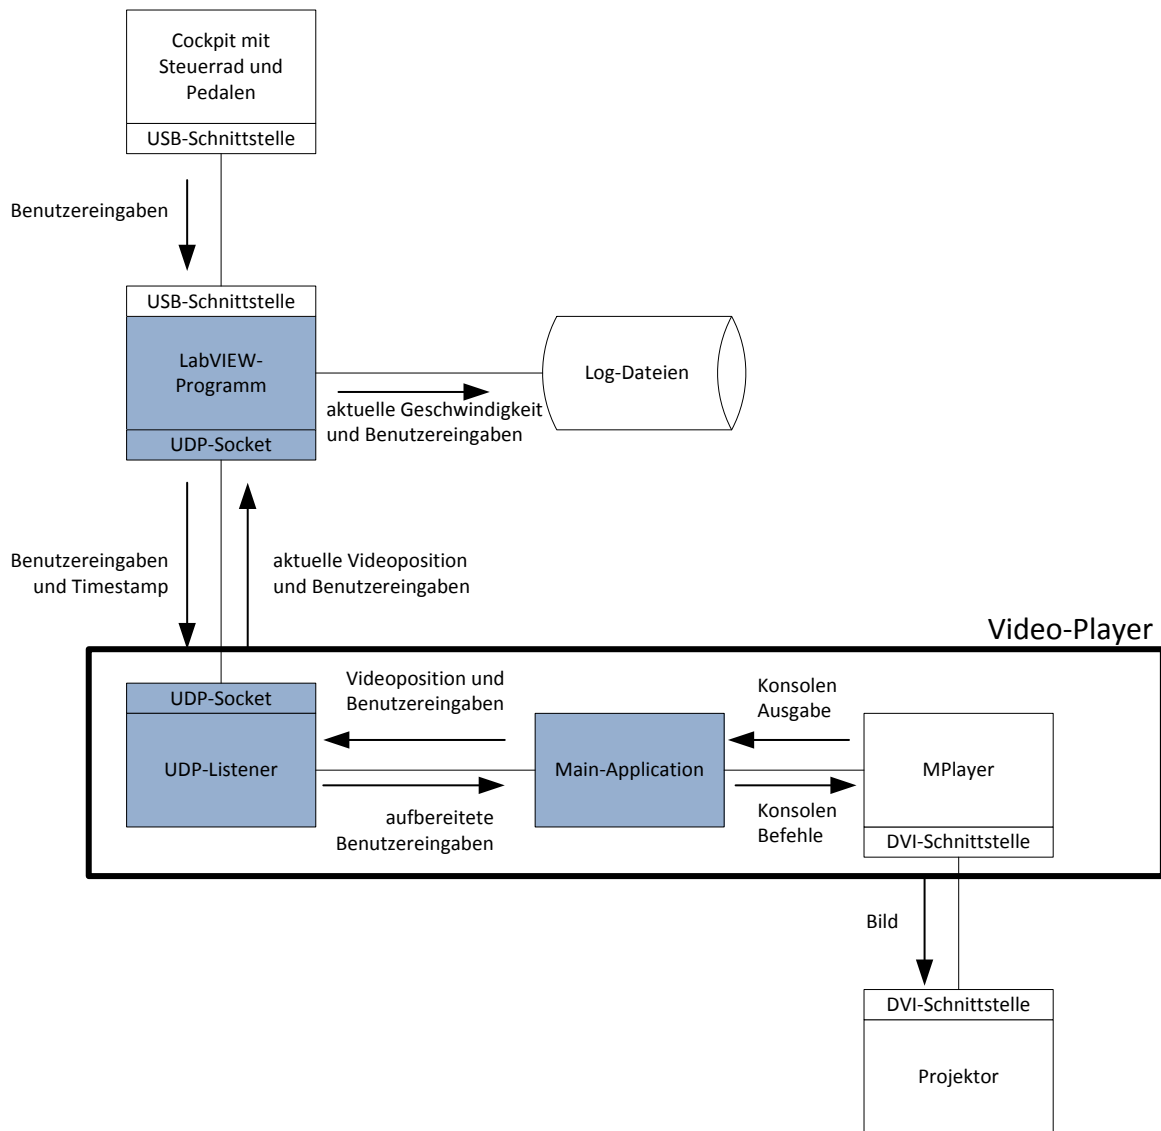 Cockpit mit
Steuerrad und
Pedalen
USB-Schnittstelle
Benutzereingaben
USB-Schnittstelle
LabVIEW-
Programm
UDP-Socket
aktuelle Geschwindigkeit
und Benutzereingaben
Log-Dateien
Benutzereingaben
und Timestamp
aktuelle Videoposition
und Benutzereingaben
Video-Player
UDP-Socket
UDP-Listener
Videoposition und
Benutzereingaben
aufbereitete
Benutzereingaben
Main-Application
Konsolen
Ausgabe
Konsolen
Befehle
MPlayer
DVI-Schnittstelle
Bild
DVI-Schnittstelle
Projektor